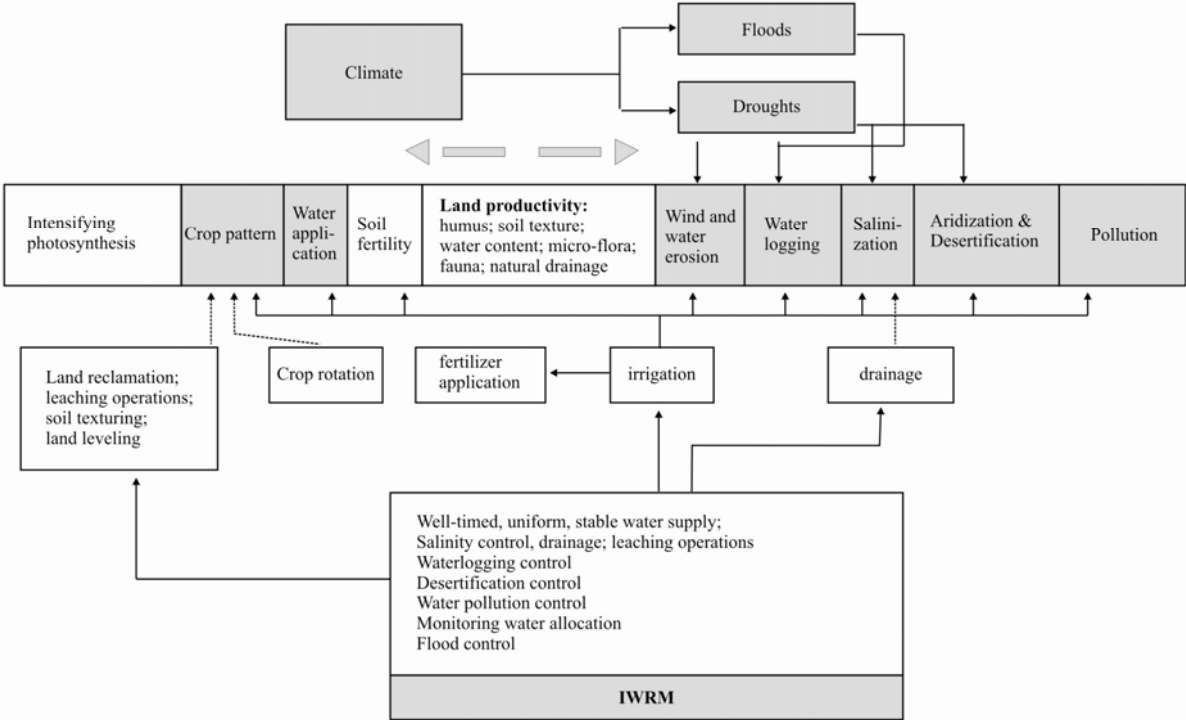 Floods
Climate
Droughts
Intensifying
photosynthesis
Crop pattern
Water
appli-
cation
Soil
fertility
Land productivity:
humus; soil texture;
water content; micro-flora;
fauna; natural drainage
Wind and
water
erosion
Water
logging
Salini-
zation
Aridization &
Desertification
Pollution
Land reclamation;
leaching operations;
soil texturing;
land leveling
Crop rotation
fertilizer
application
irrigation
drainage
Well-timed, uniform, stable water supply;
Salinity control, drainage; leaching operations
Waterlogging control
Desertification control
Water pollution control
Monitoring water allocation
Flood control
IWRM